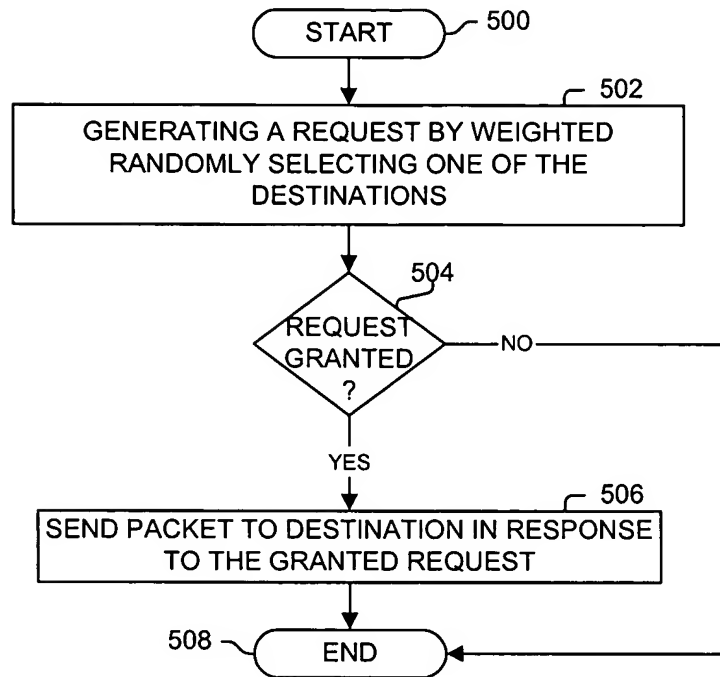 START
500
502
GENERATING A REQUEST BY WEIGHTED
RANDOMLY SELECTING ONE OF THE
DESTINATIONS
504
REQUEST
GRANTED
?
NO
YES
506
SEND PACKET TO DESTINATION IN RESPONSE
TO THE GRANTED REQUEST
508
END